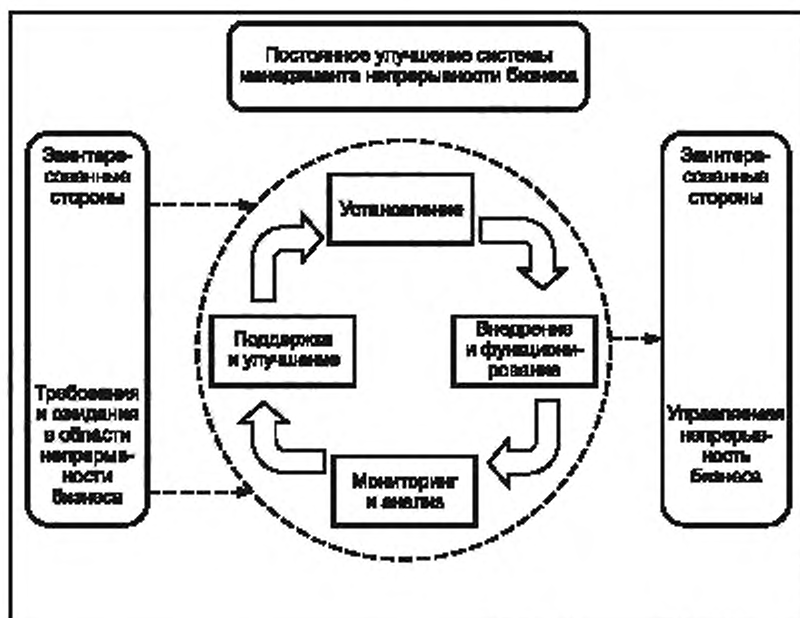 Постоянное улучшение системы
менеджмента непрерывности бизнеса
Заинтере-
сованные
стороны
Требования
и ожидания
в области
непрерыв-
ности
бизнеса
Установление
Поддержка
и улучшение
Внедрение
и функциони-
рование
Мониторинг
и анализ
Заинтере-
сованные
стороны
Управляемая
непрерыв-
ность
бизнеса